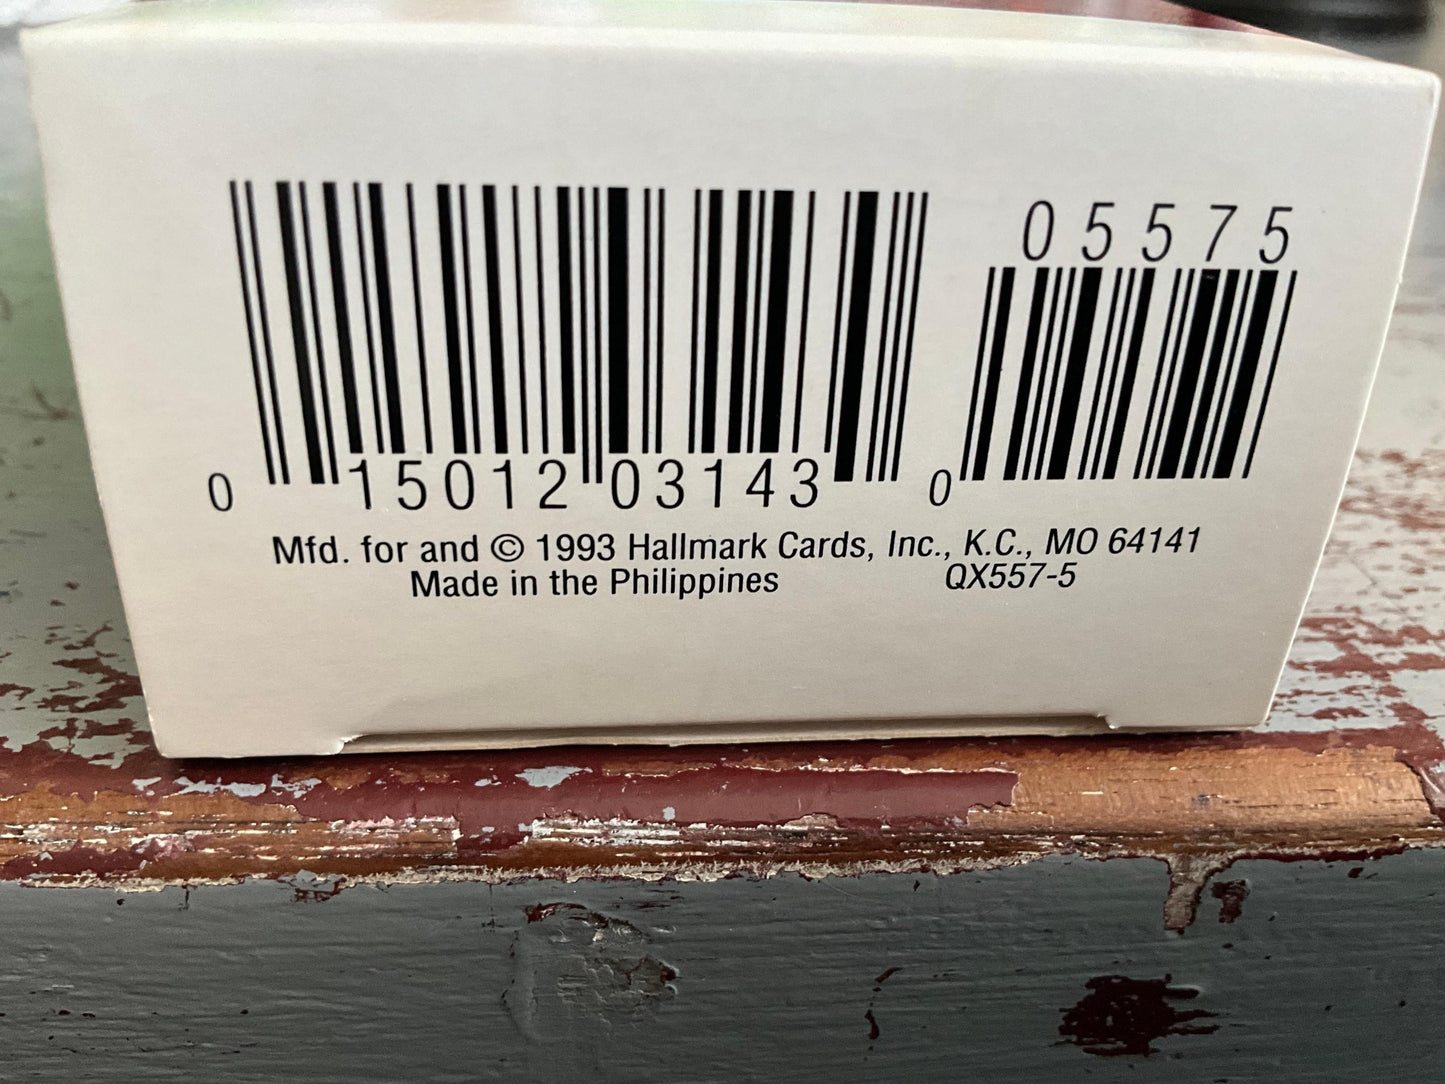 05575
0 15012 03143 0
Mfd. for and © 1993 Hallmark Cards, Inc., K.C., MO 64141
Made in the Philippines QX557-5